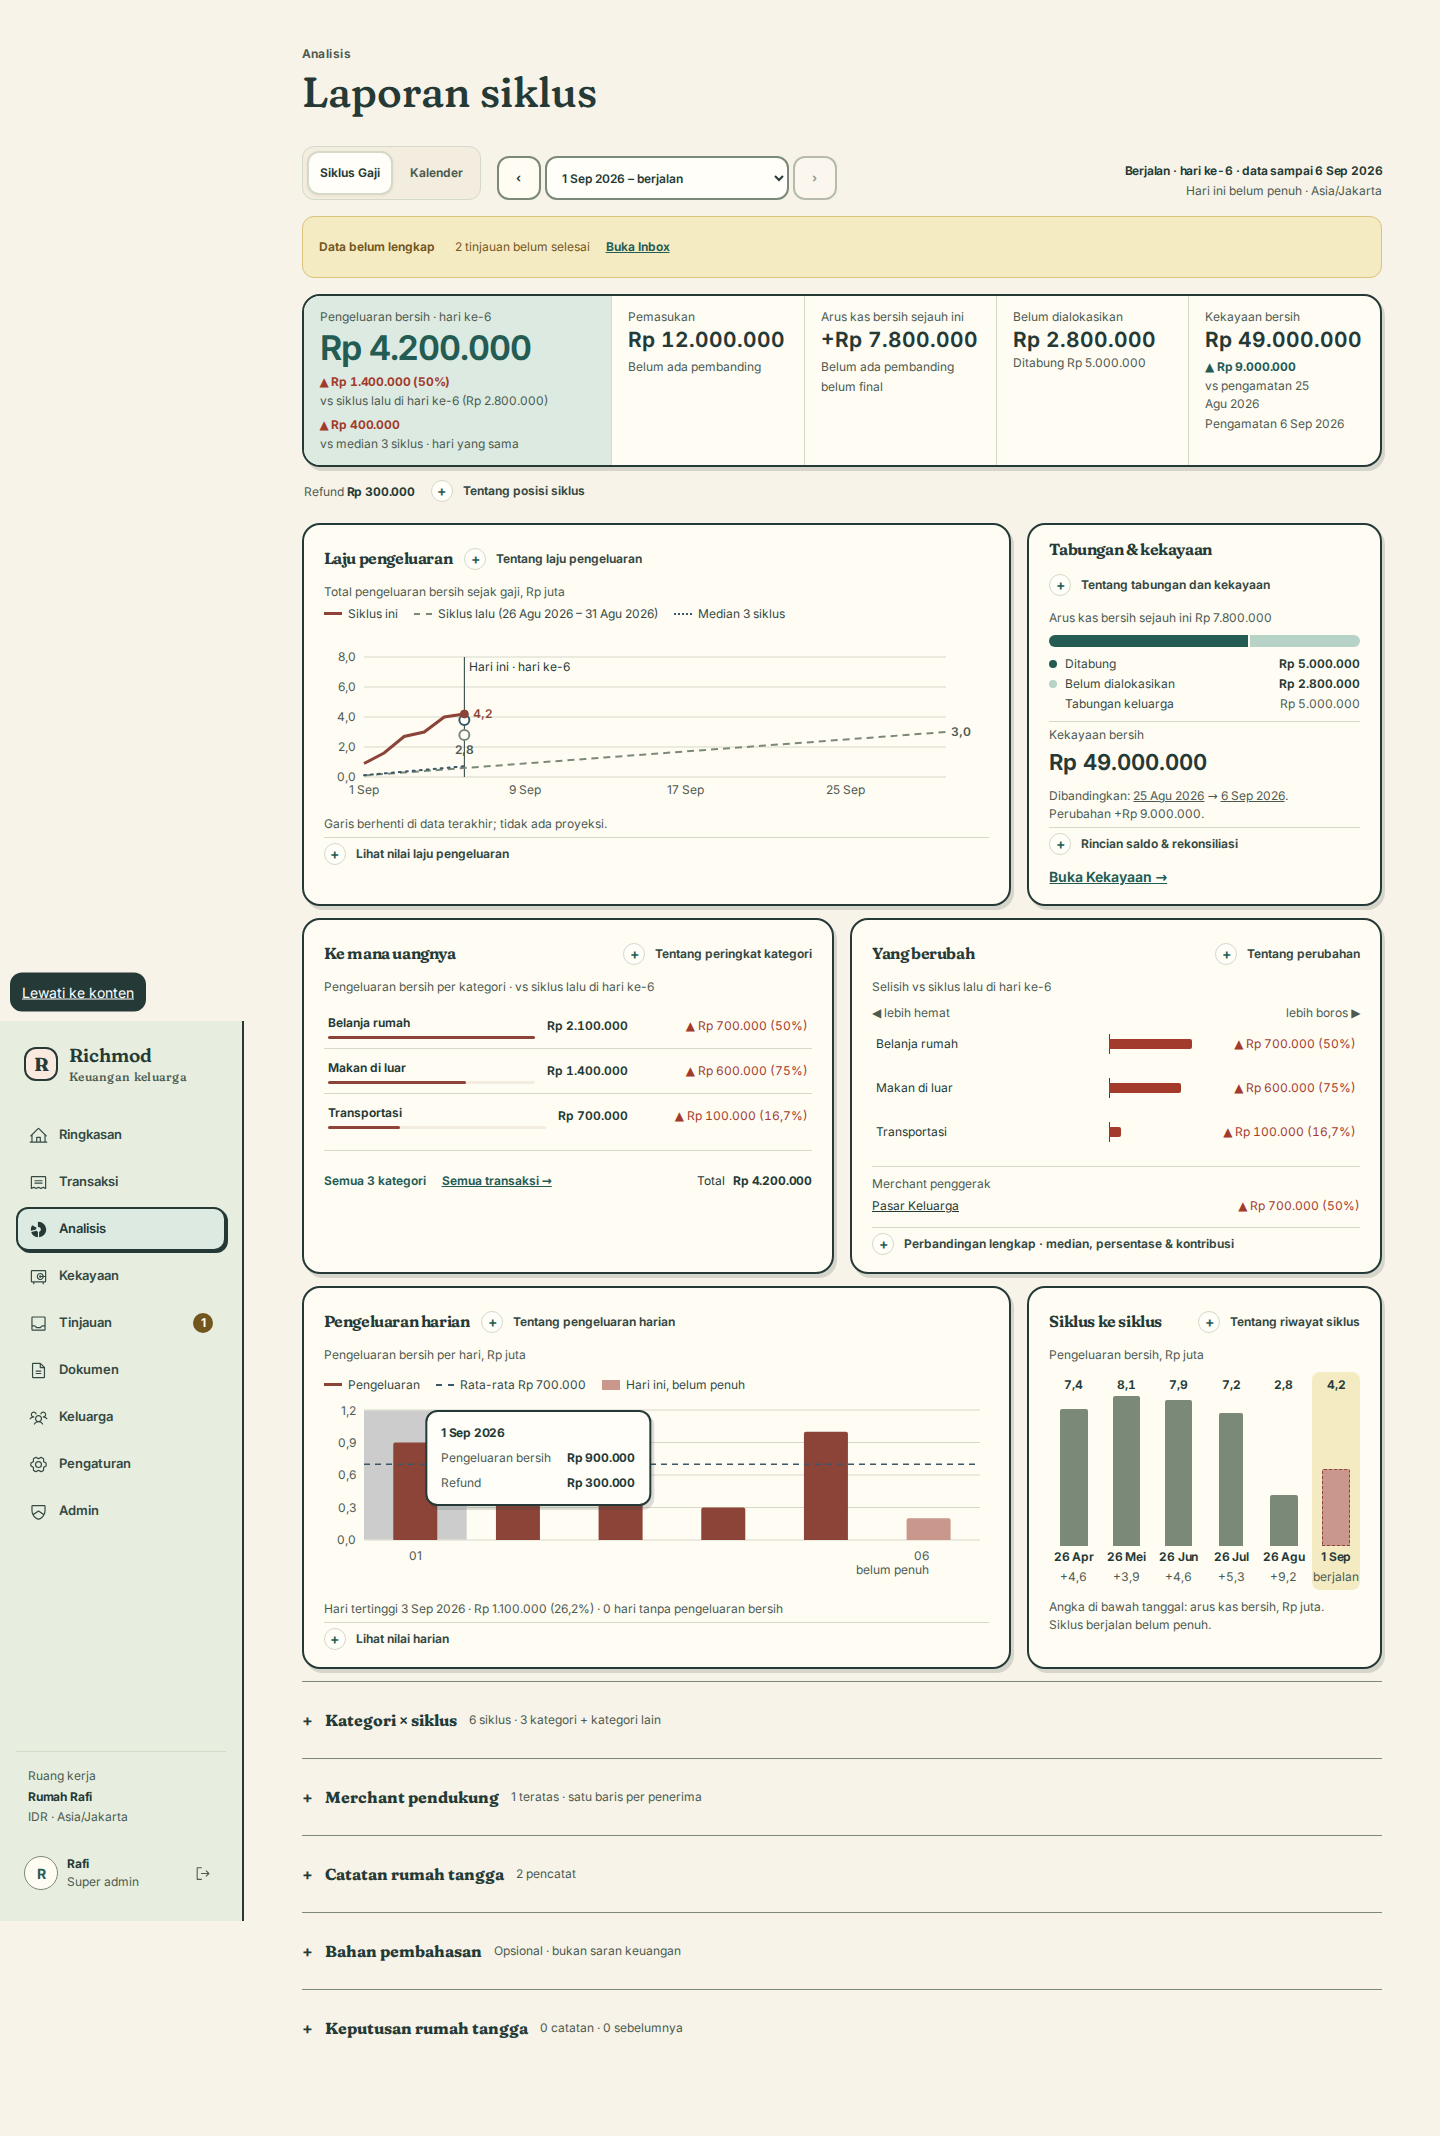 Analisis
Laporan siklus
Siklus Gaji
Kalender
‹
1 Sep 2026 – berjalan
›
Berjalan · hari ke-6 · data sampai 6 Sep 2026
Hari ini belum penuh · Asia/Jakarta
Data belum lengkap 2 tinjauan belum selesai Buka Inbox
Pengeluaran bersih · hari ke-6
Rp 4.200.000
▲ Rp 1.400.000 (50%)
vs siklus lalu di hari ke-6 (Rp 2.800.000)
▲ Rp 400.000
vs median 3 siklus · hari yang sama
Pemasukan
Rp 12.000.000
Belum ada pembanding
Arus kas bersih sejauh ini
+Rp 7.800.000
Belum ada pembanding
belum final
Belum dialokasikan
Rp 2.800.000
Ditabung Rp 5.000.000
Kekayaan bersih
Rp 49.000.000
▲ Rp 9.000.000
vs pengamatan 25
Agu 2026
Pengamatan 6 Sep 2026
Refund Rp 300.000
+ Tentang posisi siklus
Laju pengeluaran
+ Tentang laju pengeluaran
Total pengeluaran bersih sejak gaji, Rp juta
Siklus ini
Siklus lalu (26 Agu 2026 – 31 Agu 2026)
Median 3 siklus
8,0
6,0
4,0
2,0
0,0
Hari ini · hari ke-6
4,2
2,8
3,0
1 Sep
9 Sep
17 Sep
25 Sep
Garis berhenti di data terakhir; tidak ada proyeksi.
+ Lihat nilai laju pengeluaran
Tabungan & kekayaan
+ Tentang tabungan dan kekayaan
Arus kas bersih sejauh ini Rp 7.800.000
Ditabung Rp 5.000.000
Belum dialokasikan Rp 2.800.000
Tabungan keluarga Rp 5.000.000
Kekayaan bersih
Rp 49.000.000
Dibandingkan: 25 Agu 2026 → 6 Sep 2026.
Perubahan +Rp 9.000.000.
+ Rincian saldo & rekonsiliasi
Buka Kekayaan →
Ke mana uangnya
+ Tentang peringkat kategori
Pengeluaran bersih per kategori · vs siklus lalu di hari ke-6
Belanja rumah Rp 2.100.000 ▲ Rp 700.000 (50%)
Makan di luar Rp 1.400.000 ▲ Rp 600.000 (75%)
Transportasi Rp 700.000 ▲ Rp 100.000 (16,7%)
Semua 3 kategori Semua transaksi → Total Rp 4.200.000
Yang berubah
+ Tentang perubahan
Selisih vs siklus lalu di hari ke-6
◀ lebih hemat lebih boros ▶
Belanja rumah ▲ Rp 700.000 (50%)
Makan di luar ▲ Rp 600.000 (75%)
Transportasi ▲ Rp 100.000 (16,7%)
Merchant penggerak
Pasar Keluarga ▲ Rp 700.000 (50%)
+ Perbandingan lengkap · median, persentase & kontribusi
Lewati ke konten
R
Richmod
Keuangan keluarga
Ringkasan
Transaksi
Analisis
Kekayaan
Tinjauan 1
Dokumen
Keluarga
Pengaturan
Admin
Ruang kerja
Rumah Rafi
IDR · Asia/Jakarta
R
Rafi
Super admin
Pengeluaran harian
+ Tentang pengeluaran harian
Pengeluaran bersih per hari, Rp juta
Pengeluaran
Rata-rata Rp 700.000
Hari ini, belum penuh
1,2
0,9
0,6
0,3
0,0
1 Sep 2026
Pengeluaran bersih Rp 900.000
Refund Rp 300.000
01
06
belum penuh
Hari tertinggi 3 Sep 2026 · Rp 1.100.000 (26,2%) · 0 hari tanpa pengeluaran bersih
+ Lihat nilai harian
Siklus ke siklus
+ Tentang riwayat siklus
Pengeluaran bersih, Rp juta
7,4 8,1 7,9 7,2 2,8 4,2
26 Apr 26 Mei 26 Jun 26 Jul 26 Agu 1 Sep
+4,6 +3,9 +4,6 +5,3 +9,2 berjalan
Angka di bawah tanggal: arus kas bersih, Rp juta.
Siklus berjalan belum penuh.
+ Kategori × siklus 6 siklus · 3 kategori + kategori lain
+ Merchant pendukung 1 teratas · satu baris per penerima
+ Catatan rumah tangga 2 pencatat
+ Bahan pembahasan Opsional · bukan saran keuangan
+ Keputusan rumah tangga 0 catatan · 0 sebelumnya